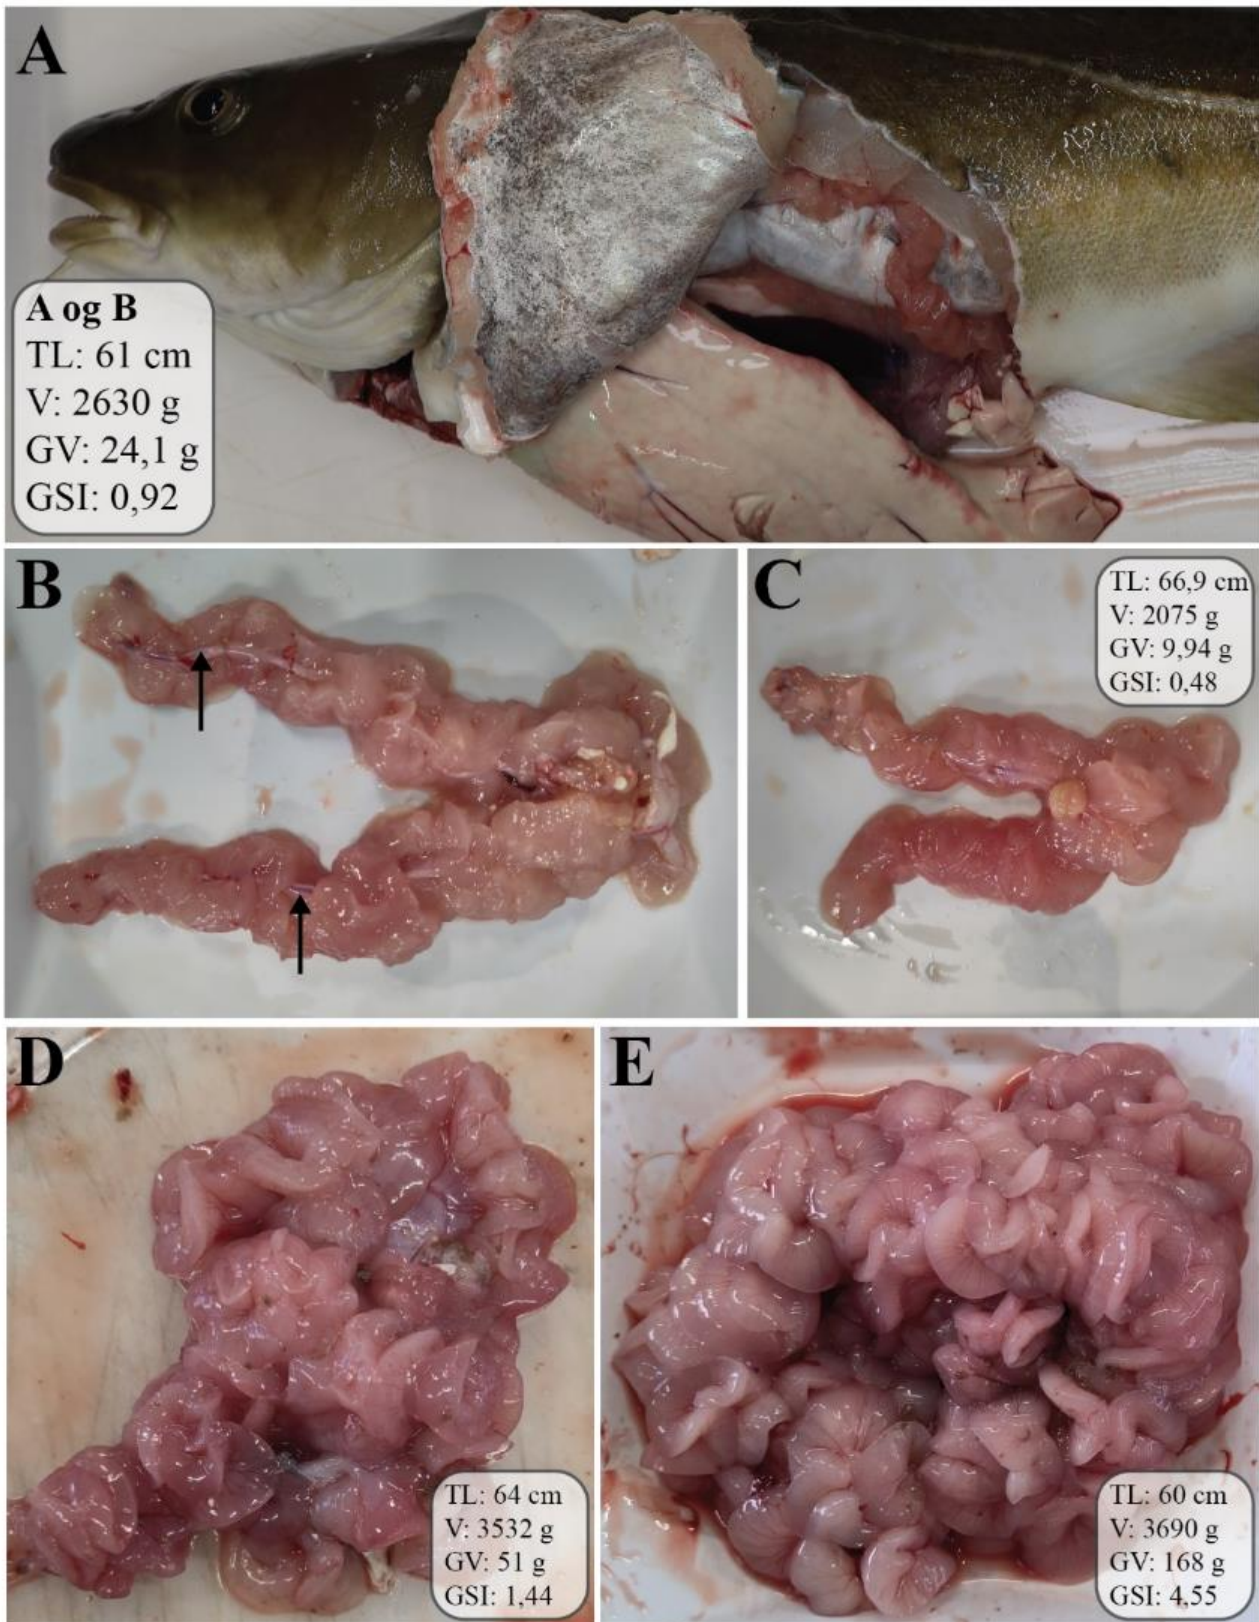 A
A og B
TL: 61 cm
V: 2630 g
GV: 24,1 g
GSI: 0,92
B
C
TL: 66,9 cm
V: 2075 g
GV: 9,94 g
GSI: 0,48
D
TL: 64 cm
V: 3532 g
GV: 51 g
GSI: 1,44
E
TL: 60 cm
V: 3690 g
GV: 168 g
GSI: 4,55